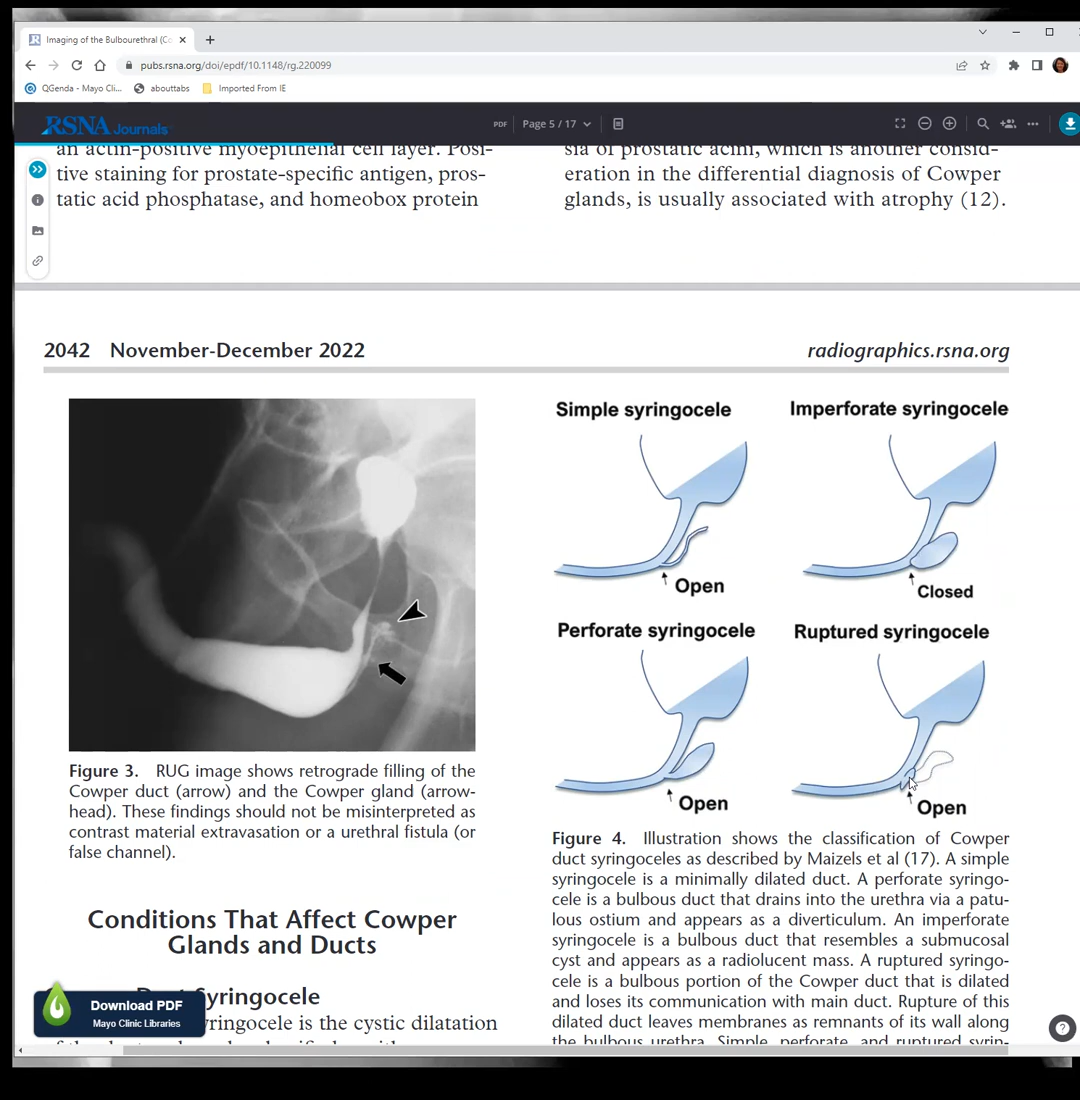 Imaging of the Bulbourethral (Co
pubs.rsna.org/doi/epdf/10.1148/rg.220099
QGenda - Mayo Cli...
abouttabs
Imported From IE
RSNA Journals
PDF
Page 5 / 17
an actin-positive myoepithelial cell layer. Posi-
tive staining for prostate-specific antigen, pros-
tatic acid phosphatase, and homeobox protein
sia of prostatic acini, which is another consid-
eration in the differential diagnosis of Cowper
glands, is usually associated with atrophy (12).
2042 November-December 2022
radiographics.rsna.org
Figure 3. RUG image shows retrograde filling of the
Cowper duct (arrow) and the Cowper gland (arrow-
head). These findings should not be misinterpreted as
contrast material extravasation or a urethral fistula (or
false channel).
Conditions That Affect Cowper
Glands and Ducts
Duct Syringocele
yringocele is the cystic dilatation
Download PDF
Mayo Clinic Libraries
Simple syringocele
Open
Imperforate syringocele
Closed
Perforate syringocele
Open
Ruptured syringocele
Open
Figure 4. Illustration shows the classification of Cowper
duct syringoceles as described by Maizels et al (17). A simple
syringocele is a minimally dilated duct. A perforate syringo-
cele is a bulbous duct that drains into the urethra via a patu-
lous ostium and appears as a diverticulum. An imperforate
syringocele is a bulbous duct that resembles a submucosal
cyst and appears as a radiolucent mass. A ruptured syringo-
cele is a bulbous portion of the Cowper duct that is dilated
and loses its communication with main duct. Rupture of this
dilated duct leaves membranes as remnants of its wall along
the bulbous urethra. Simple, perforate, and ruptured syrin-